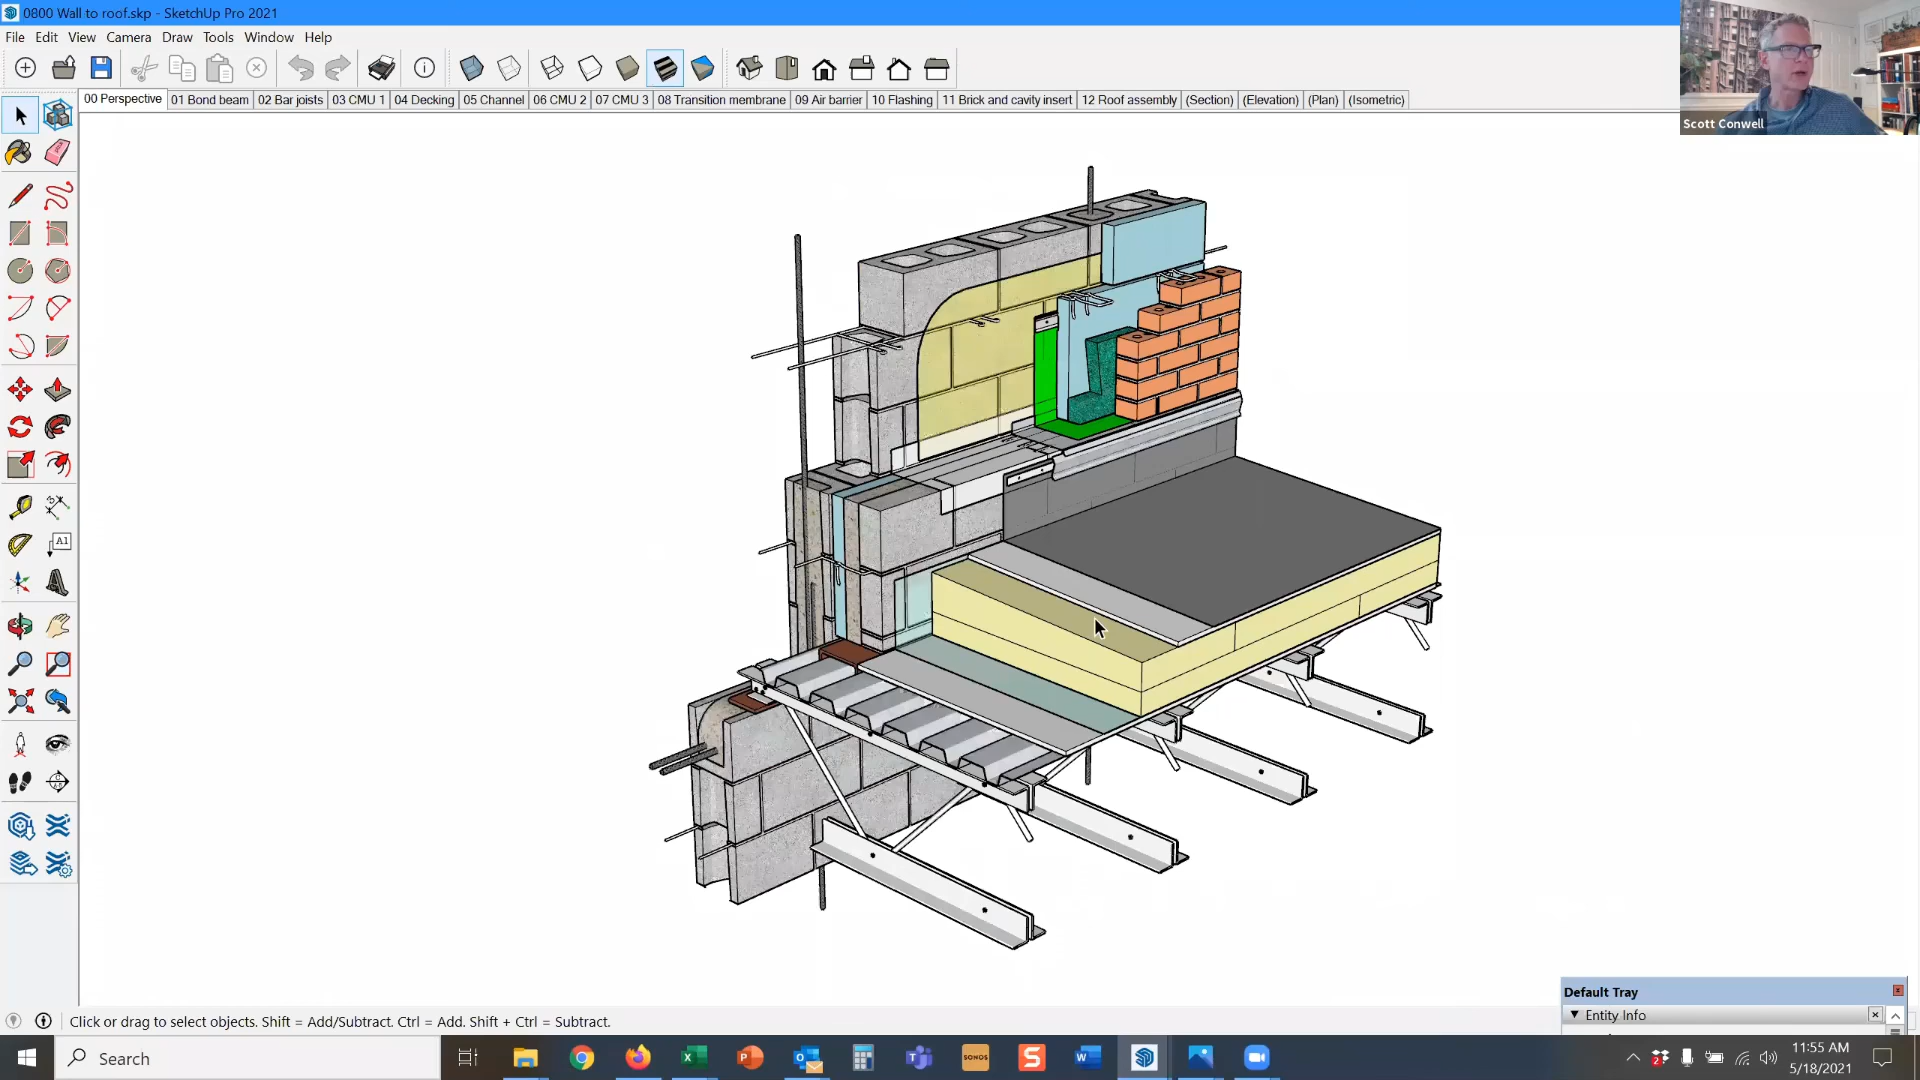 0800 Wall to roof.skp - SketchUp Pro 2021
File Edit View Camera Draw Tools Window Help
00 Perspective 01 Bond beam 02 Bar joists 03 CMU 1 04 Decking 05 Channel 06 CMU 2 07 CMU 3 08 Transition membrane 09 Air barrier 10 Flashing 11 Brick and cavity insert 12 Roof assembly (Section) (Elevation) (Plan) (Isometric)
Scott Conwell
A1
Default Tray
Entity Info
Click or drag to select objects. Shift = Add/Subtract. Ctrl = Add. Shift + Ctrl = Subtract.
Search
SONOS
11:55 AM
5/18/2021